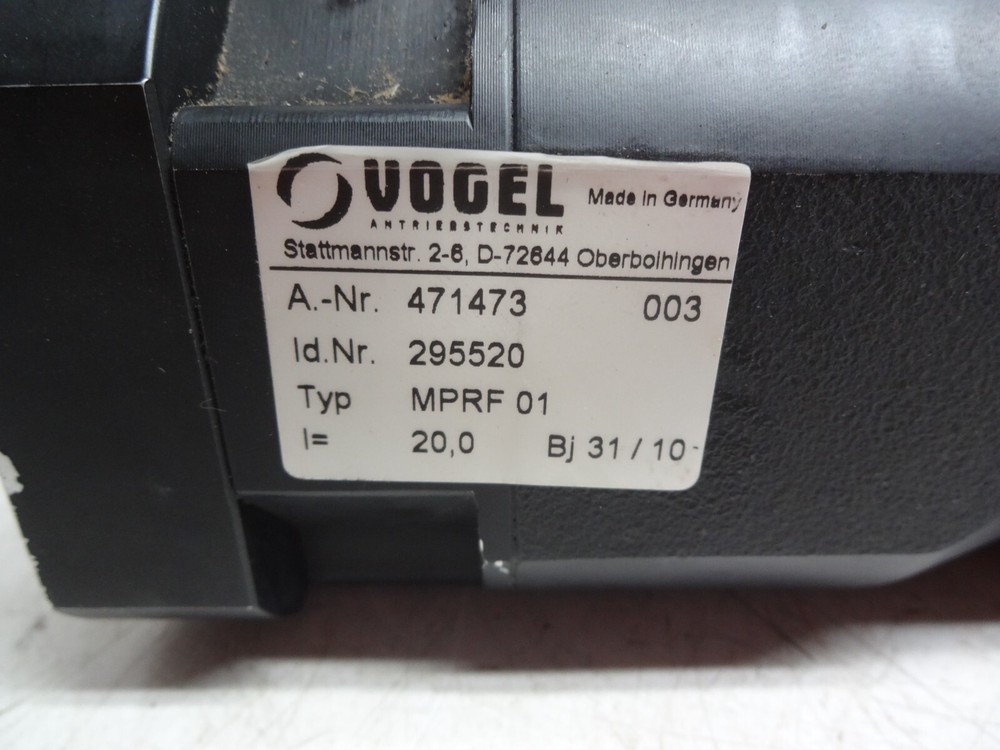 VOGEL
ANTRIEBSTECHNIK
Made in Germany
Stattmannstr. 2-6, D-72644 Oberboihingen
A.-Nr. 471473 003
Id.Nr. 295520
Typ MPRF 01
I= 20,0 Bj 31 / 10